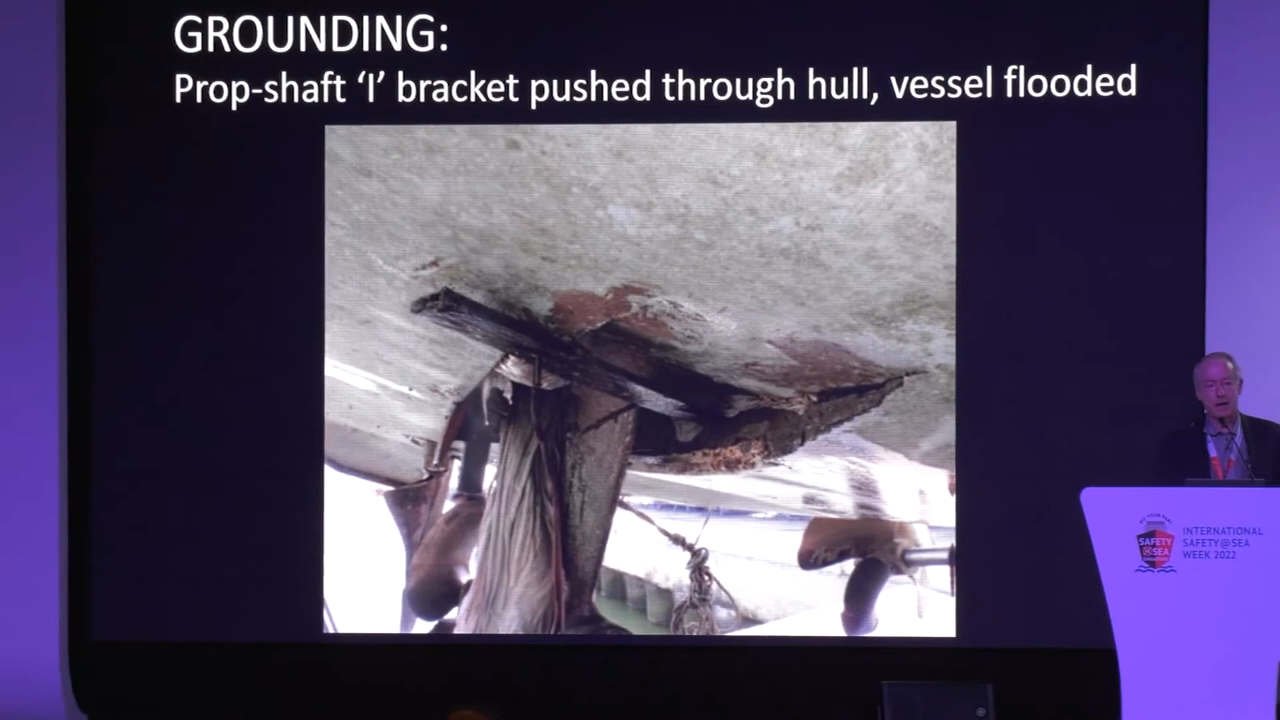 GROUNDING:
Prop-shaft ‘I’ bracket pushed through hull, vessel flooded
SAFETY
@SEA
INTERNATIONAL
SAFETY@SEA
WEEK 2022